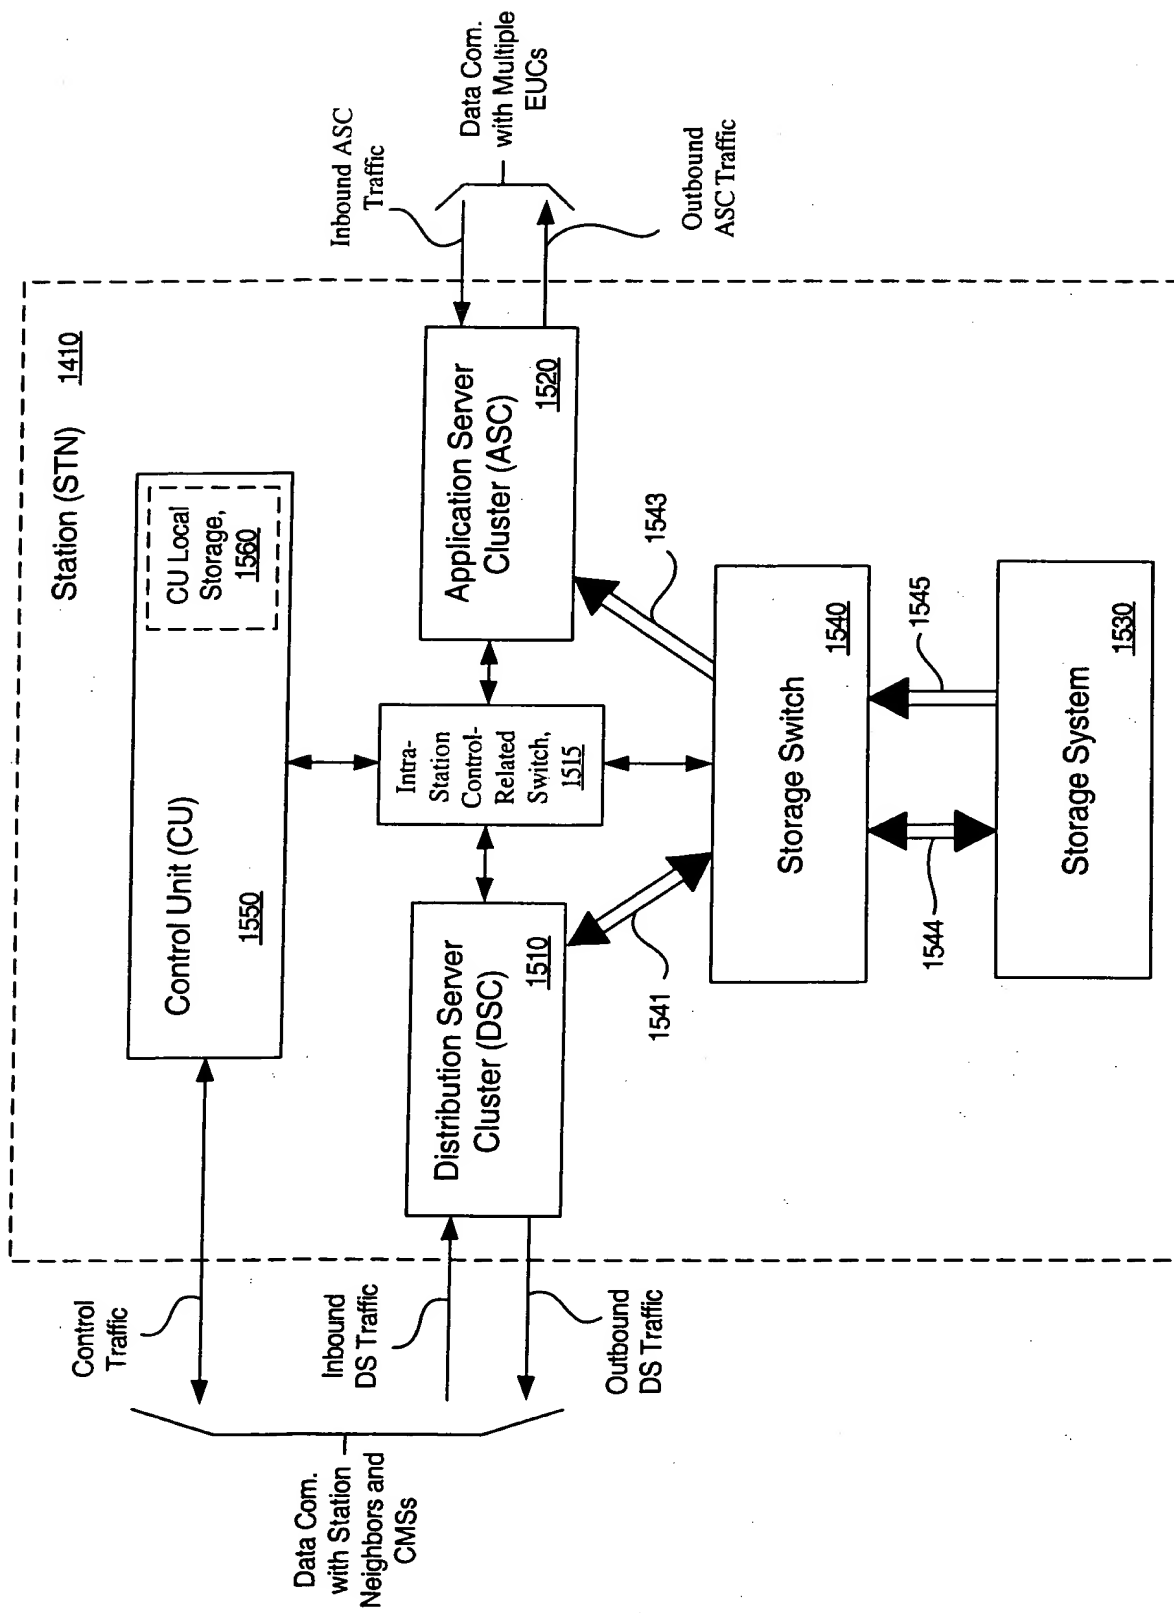 Station (STN) 1410
Control Unit (CU)
1550
CU Local
Storage,
1560
Control
Traffic
Data Com.
with Station
Neighbors and
CMSs
Inbound
DS Traffic
Outbound
DS Traffic
Distribution Server
Cluster (DSC)
1510
Intra-
Station
Control-
Related
Switch,
1515
Application Server
Cluster (ASC)
1520
Inbound ASC
Traffic
Data Com.
with Multiple
EUCs
Outbound
ASC Traffic
1541
1543
Storage Switch
1540
1544
1545
Storage System
1530